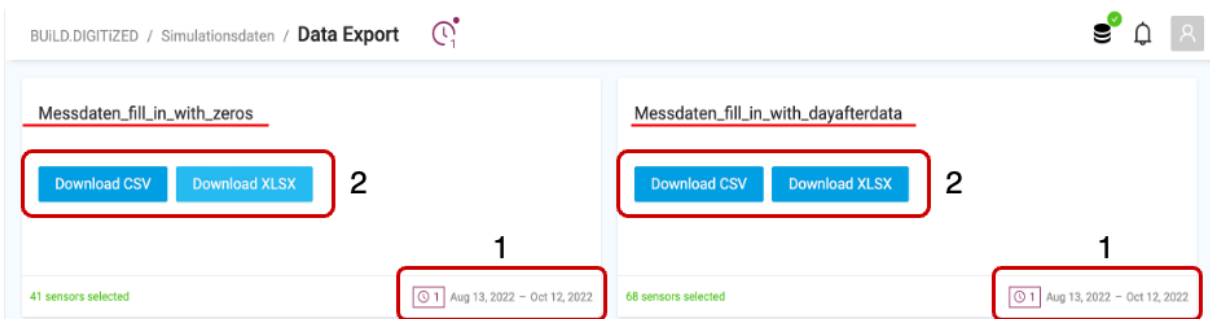 BUiLD.DIGITiZED / Simulationsdaten / Data Export
1
Messdaten_fill_in_with_zeros
Download CSV Download XLSX 2
1
41 sensors selected 1 Aug 13, 2022 – Oct 12, 2022
Messdaten_fill_in_with_dayafterdata
Download CSV Download XLSX 2
1
68 sensors selected 1 Aug 13, 2022 – Oct 12, 2022